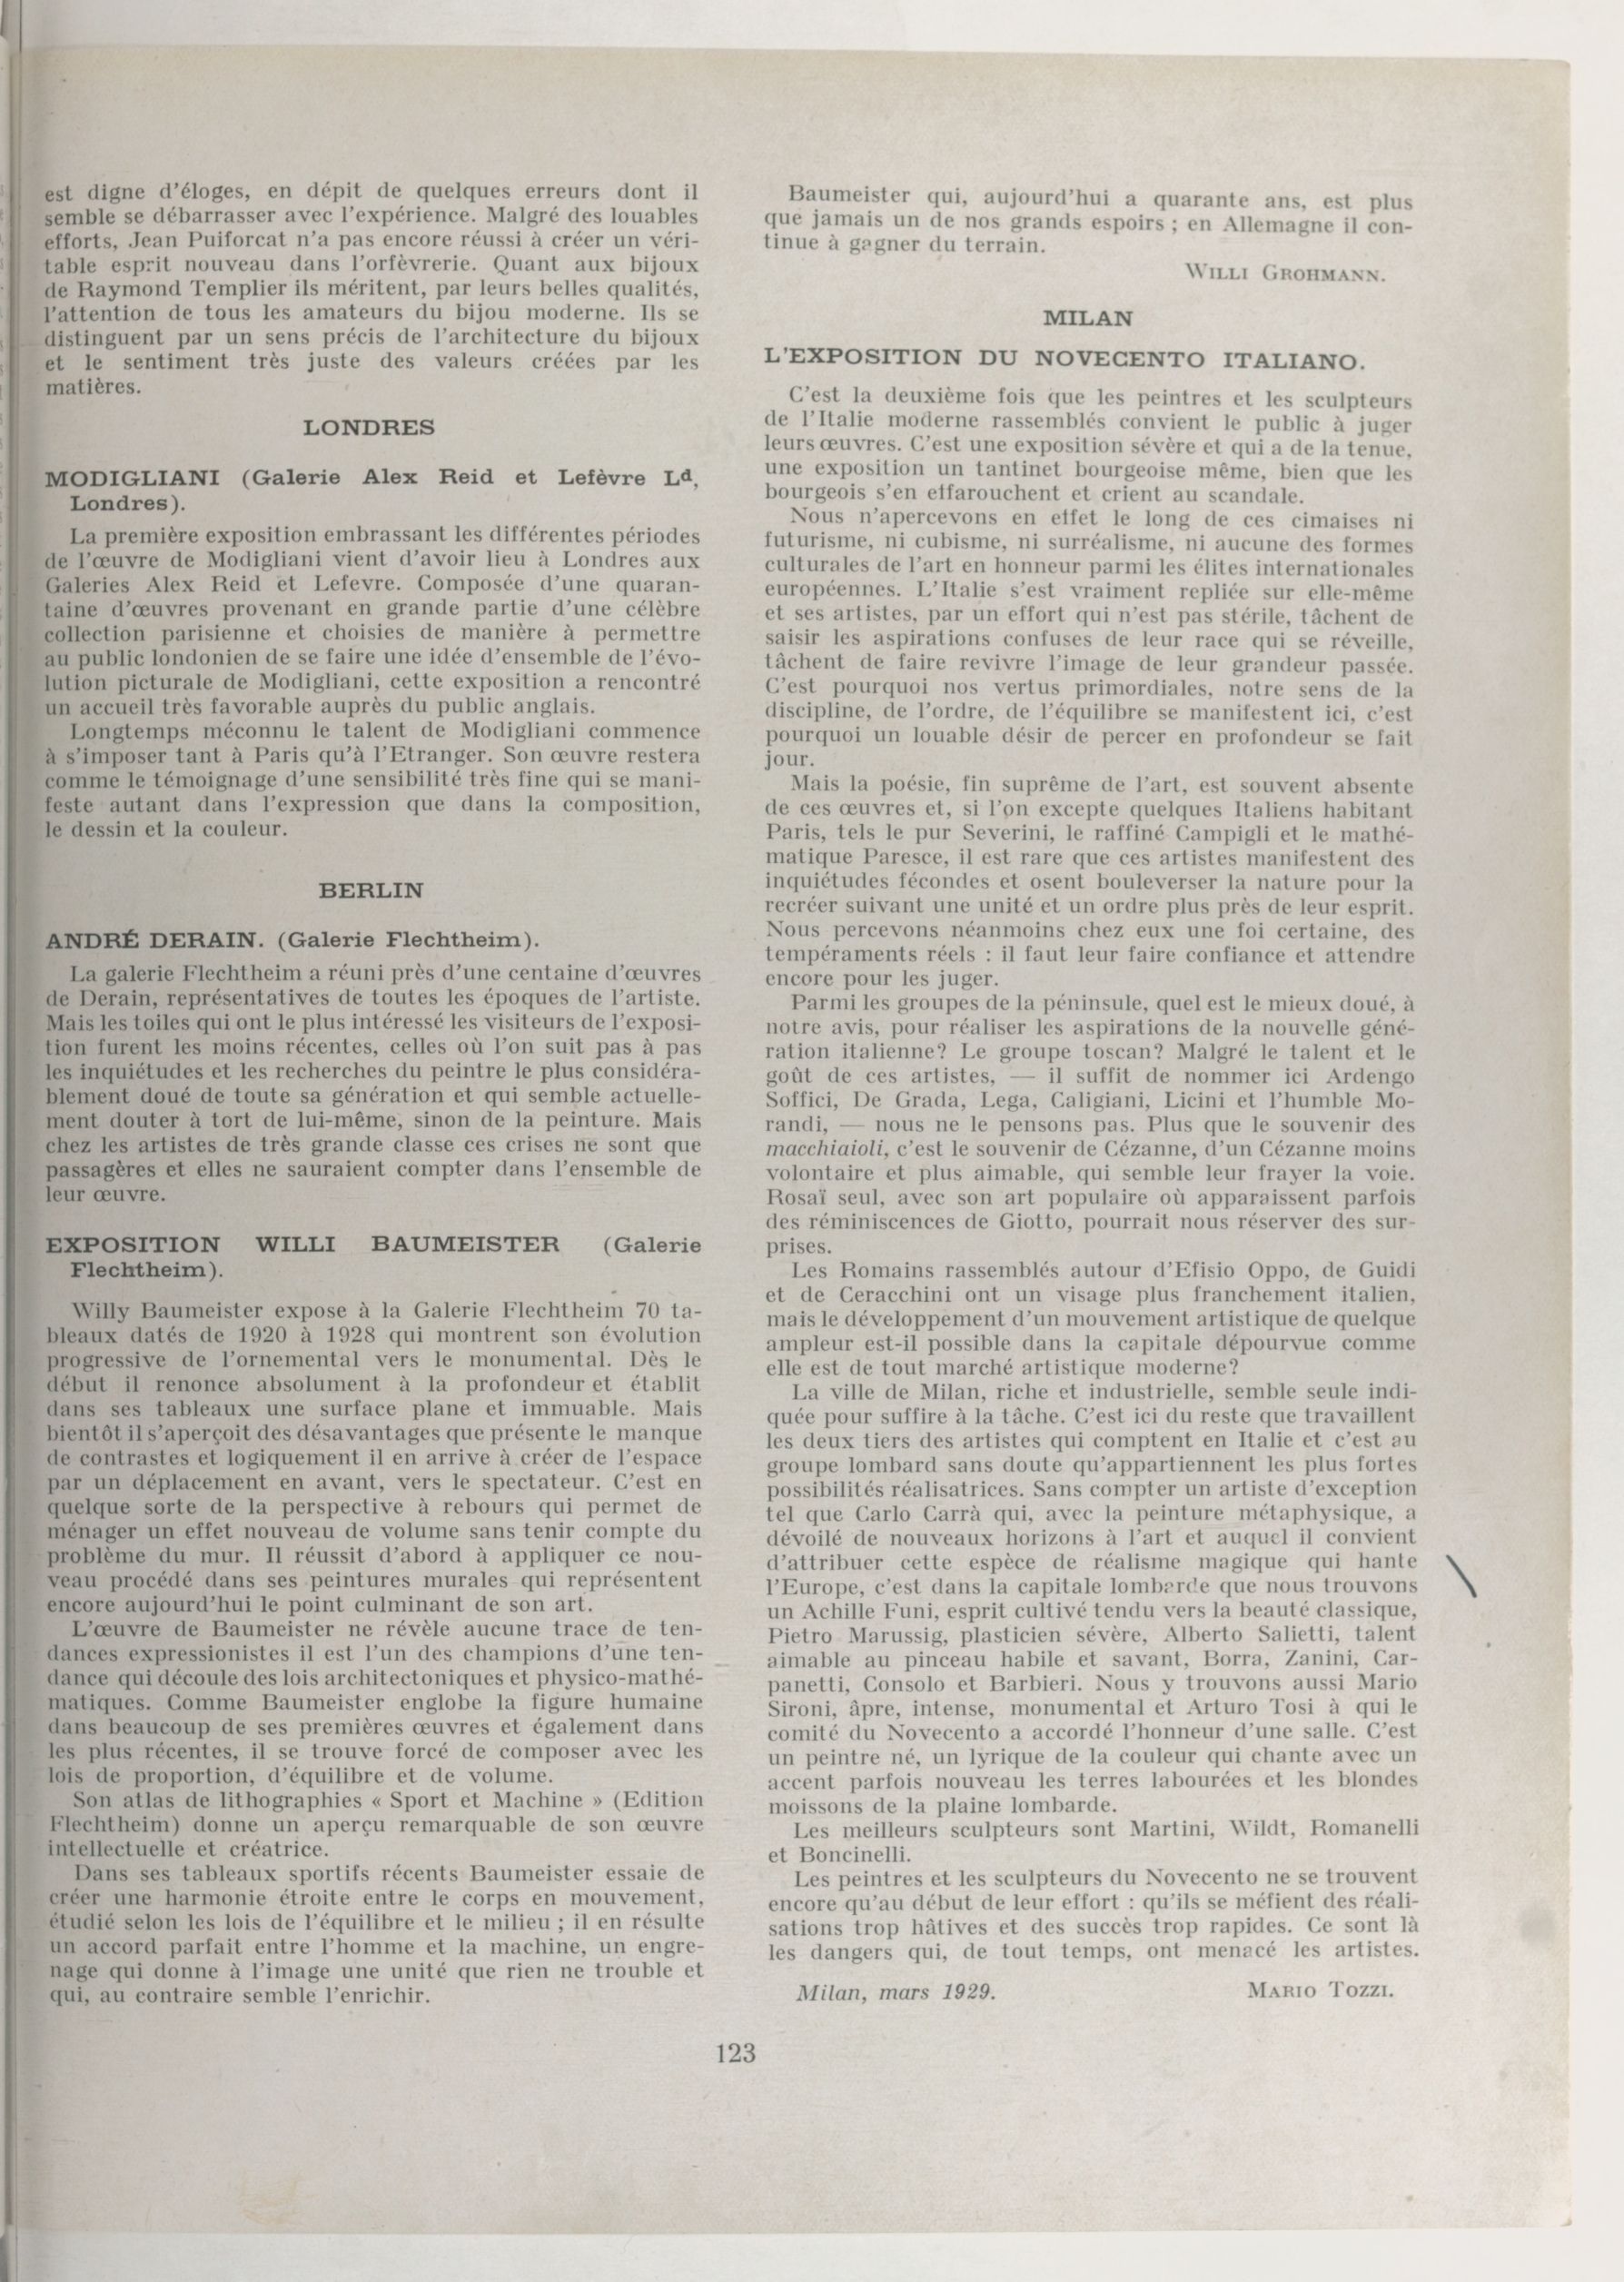 est digne d'éloges, en dépit de quelques erreurs dont il
semble se débarrasser avec l'expérience. Malgré des louables
efforts, Jean Puiforcat n'a pas encore réussi à créer un véri-
table esprit nouveau dans l'orfèvrerie. Quant aux bijoux
de Raymond Templier ils méritent, par leurs belles qualités,
l'attention de tous les amateurs du bijou moderne. Ils se
distinguent par un sens précis de l'architecture du bijoux
et le sentiment très juste des valeurs créées par les
matières.
LONDRES
MODIGLIANI (Galerie Alex Reid et Lefèvre Ld,
Londres).
La première exposition embrassant les différentes périodes
de l'œuvre de Modigliani vient d'avoir lieu à Londres aux
Galeries Alex Reid et Lefevre. Composée d'une quaran-
taine d'œuvres provenant en grande partie d'une célèbre
collection parisienne et choisies de manière à permettre
au public londonien de se faire une idée d'ensemble de l'évo-
lution picturale de Modigliani, cette exposition a rencontré
un accueil très favorable auprès du public anglais.
Longtemps méconnu le talent de Modigliani commence
à s'imposer tant à Paris qu'à l'Etranger. Son œuvre restera
comme le témoignage d'une sensibilité très fine qui se mani-
feste autant dans l'expression que dans la composition,
le dessin et la couleur.
BERLIN
ANDRÉ DERAIN. (Galerie Flechtheim).
La galerie Flechtheim a réuni près d'une centaine d'œuvres
de Derain, représentatives de toutes les époques de l'artiste.
Mais les toiles qui ont le plus intéressé les visiteurs de l'exposi-
tion furent les moins récentes, celles où l'on suit pas à pas
les inquiétudes et les recherches du peintre le plus considéra-
blement doué de toute sa génération et qui semble actuelle-
ment douter à tort de lui-même, sinon de la peinture. Mais
chez les artistes de très grande classe ces crises ne sont que
passagères et elles ne sauraient compter dans l'ensemble de
leur œuvre.
EXPOSITION WILLI BAUMEISTER (Galerie
Flechtheim).
Willy Baumeister expose à la Galerie Flechtheim 70 ta-
bleaux datés de 1920 à 1928 qui montrent son évolution
progressive de l'ornemental vers le monumental. Dès le
début il renonce absolument à la profondeur et établit
dans ses tableaux une surface plane et immuable. Mais
bientôt il s'aperçoit des désavantages que présente le manque
de contrastes et logiquement il en arrive à créer de l'espace
par un déplacement en avant, vers le spectateur. C'est en
quelque sorte de la perspective à rebours qui permet de
ménager un effet nouveau de volume sans tenir compte du
problème du mur. Il réussit d'abord à appliquer ce nou-
veau procédé dans ses peintures murales qui représentent
encore aujourd'hui le point culminant de son art.
L'œuvre de Baumeister ne révèle aucune trace de ten-
dances expressionistes il est l'un des champions d'une ten-
dance qui découle des lois architectoniques et physico-mathé-
matiques. Comme Baumeister englobe la figure humaine
dans beaucoup de ses premières œuvres et également dans
les plus récentes, il se trouve forcé de composer avec les
lois de proportion, d'équilibre et de volume.
Son atlas de lithographies « Sport et Machine » (Edition
Flechtheim) donne un aperçu remarquable de son œuvre
intellectuelle et créatrice.
Dans ses tableaux sportifs récents Baumeister essaie de
créer une harmonie étroite entre le corps en mouvement,
étudié selon les lois de l'équilibre et le milieu ; il en résulte
un accord parfait entre l'homme et la machine, un engre-
nage qui donne à l'image une unité que rien ne trouble et
qui, au contraire semble l'enrichir.
Baumeister qui, aujourd'hui a quarante ans, est plus
que jamais un de nos grands espoirs ; en Allemagne il con-
tinue à gagner du terrain.
WILLI GROHMANN.
MILAN
L'EXPOSITION DU NOVECENTO ITALIANO.
C'est la deuxième fois que les peintres et les sculpteurs
de l'Italie moderne rassemblés convient le public à juger
leurs œuvres. C'est une exposition sévère et qui a de la tenue,
une exposition un tantinet bourgeoise même, bien que les
bourgeois s'en effarouchent et crient au scandale.
Nous n'apercevons en effet le long de ces cimaises ni
futurisme, ni cubisme, ni surréalisme, ni aucune des formes
culturales de l'art en honneur parmi les élites internationales
européennes. L'Italie s'est vraiment repliée sur elle-même
et ses artistes, par un effort qui n'est pas stérile, tâchent de
saisir les aspirations confuses de leur race qui se réveille,
tâchent de faire revivre l'image de leur grandeur passée.
C'est pourquoi nos vertus primordiales, notre sens de la
discipline, de l'ordre, de l'équilibre se manifestent ici, c'est
pourquoi un louable désir de percer en profondeur se fait
jour.
Mais la poésie, fin suprême de l'art, est souvent absente
de ces œuvres et, si l'on excepte quelques Italiens habitant
Paris, tels le pur Severini, le raffiné Campigli et le mathé-
matique Paresce, il est rare que ces artistes manifestent des
inquiétudes fécondes et osent bouleverser la nature pour la
recréer suivant une unité et un ordre plus près de leur esprit.
Nous percevons néanmoins chez eux une foi certaine, des
tempéraments réels : il faut leur faire confiance et attendre
encore pour les juger.
Parmi les groupes de la péninsule, quel est le mieux doué, à
notre avis, pour réaliser les aspirations de la nouvelle géné-
ration italienne? Le groupe toscan? Malgré le talent et le
goût de ces artistes, — il suffit de nommer ici Ardengo
Soffici, De Grada, Lega, Caligiani, Licini et l'humble Mo-
randi, — nous ne le pensons pas. Plus que le souvenir des
macchiaioli, c'est le souvenir de Cézanne, d'un Cézanne moins
volontaire et plus aimable, qui semble leur frayer la voie.
Rosaï seul, avec son art populaire où apparaissent parfois
des réminiscences de Giotto, pourrait nous réserver des sur-
prises.
Les Romains rassemblés autour d'Efisio Oppo, de Guidi
et de Ceracchini ont un visage plus franchement italien,
mais le développement d'un mouvement artistique de quelque
ampleur est-il possible dans la capitale dépourvue comme
elle est de tout marché artistique moderne?
La ville de Milan, riche et industrielle, semble seule indi-
quée pour suffire à la tâche. C'est ici du reste que travaillent
les deux tiers des artistes qui comptent en Italie et c'est au
groupe lombard sans doute qu'appartiennent les plus fortes
possibilités réalisatrices. Sans compter un artiste d'exception
tel que Carlo Carrà qui, avec la peinture métaphysique, a
dévoilé de nouveaux horizons à l'art et auquel il convient
d'attribuer cette espèce de réalisme magique qui hante
l'Europe, c'est dans la capitale lombarde que nous trouvons
un Achille Funi, esprit cultivé tendu vers la beauté classique,
Pietro Marussig, plasticien sévère, Alberto Salietti, talent
aimable au pinceau habile et savant, Borra, Zanini, Car-
panetti, Consolo et Barbieri. Nous y trouvons aussi Mario
Sironi, âpre, intense, monumental et Arturo Tosi à qui le
comité du Novecento a accordé l'honneur d'une salle. C'est
un peintre né, un lyrique de la couleur qui chante avec un
accent parfois nouveau les terres labourées et les blondes
moissons de la plaine lombarde.
Les meilleurs sculpteurs sont Martini, Wildt, Romanelli
et Boncinelli.
Les peintres et les sculpteurs du Novecento ne se trouvent
encore qu'au début de leur effort : qu'ils se méfient des réali-
sations trop hâtives et des succès trop rapides. Ce sont là
les dangers qui, de tout temps, ont menacé les artistes.
Milan, mars 1929. MARIO TOZZI.
123